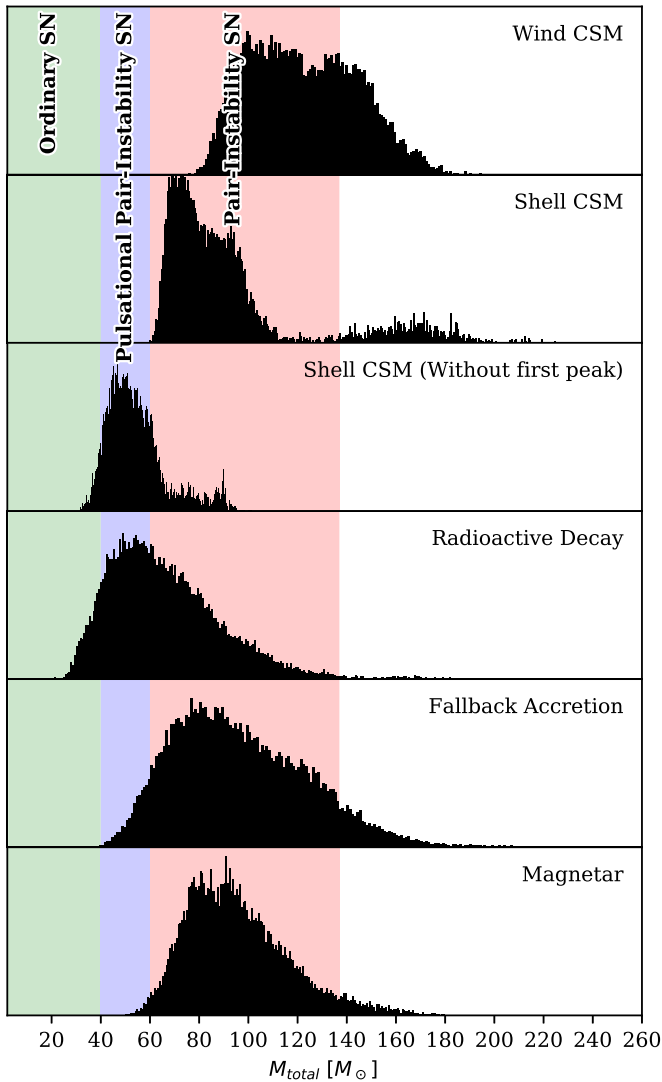 Ordinary SN
Pulsational Pair-Instability SN
Pair-Instability SN
Wind CSM
Shell CSM
Shell CSM (Without first peak)
Radioactive Decay
Fallback Accretion
Magnetar
20 40 60 80 100 120 140 160 180 200 220 240 260
M_total [M_⊙]